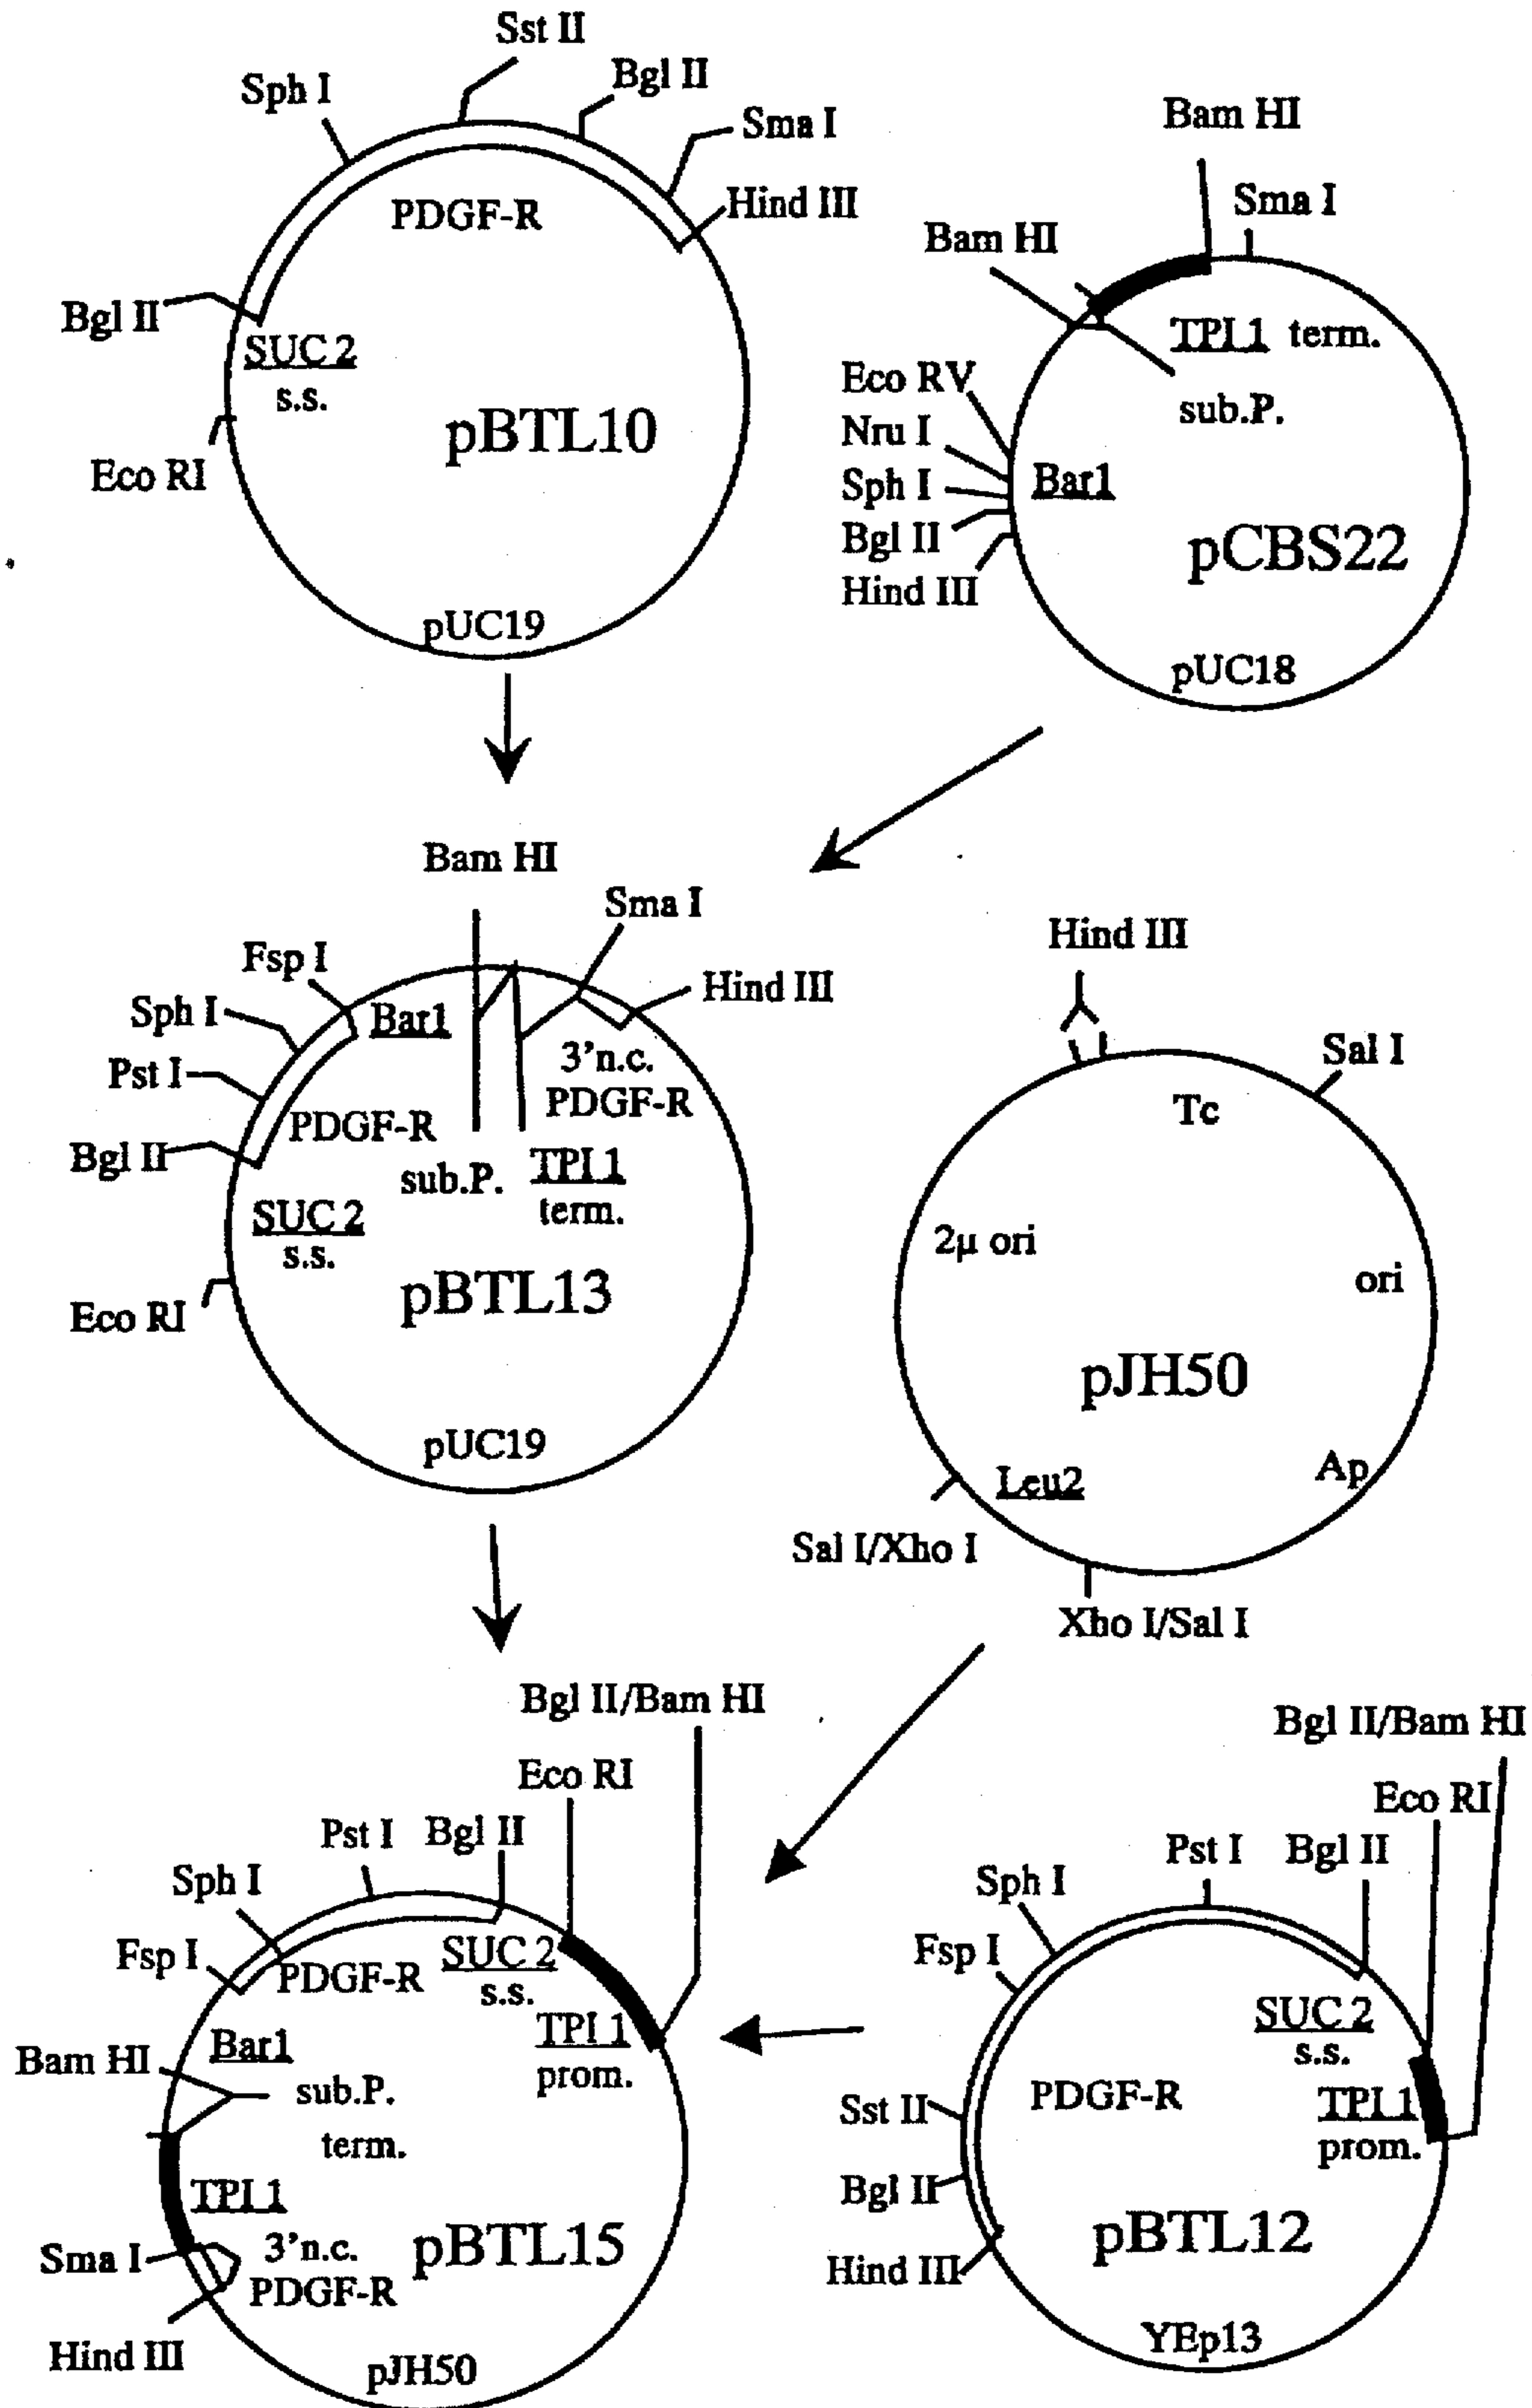 Sst II
Sph I
Bgl II
Sma I
PDGF-R
Hind III
Bgl II
SUC 2
s.s.
pBTL10
Eco RI
pUC19
Bam HI
Sma I
Bam HI
TPI 1 term.
Eco RV
sub.P.
Nru I
Sph I
Bar1
Bgl II
pCBS22
Hind III
pUC18
Bam HI
Sma I
Fsp I
Hind III
Sph I
Bar1
3'n.c.
Pst I
PDGF-R
PDGF-R
Bgl II
sub.P.
TPI 1
term.
SUC 2
s.s.
pBTL13
Eco RI
pUC19
Hind III
Sal I
Tc
2μ ori
ori
pJH50
Leu2
Ap
Sal I/Xho I
Xho I/Sal I
Bgl II/Bam HI
Eco RI
Pst I
Bgl II
Sph I
Fsp I
PDGF-R
SUC 2
s.s.
TPI 1
prom.
Bar1
Bam HI
sub.P.
term.
TPI 1
Sma I
3'n.c.
PDGF-R
pBTL15
Hind III
pJH50
Bgl II/Bam HI
Eco RI
Pst I
Bgl II
Sph I
Fsp I
SUC 2
s.s.
PDGF-R
TPI 1
prom.
Sst II
Bgl II
pBTL12
Hind III
YEp13